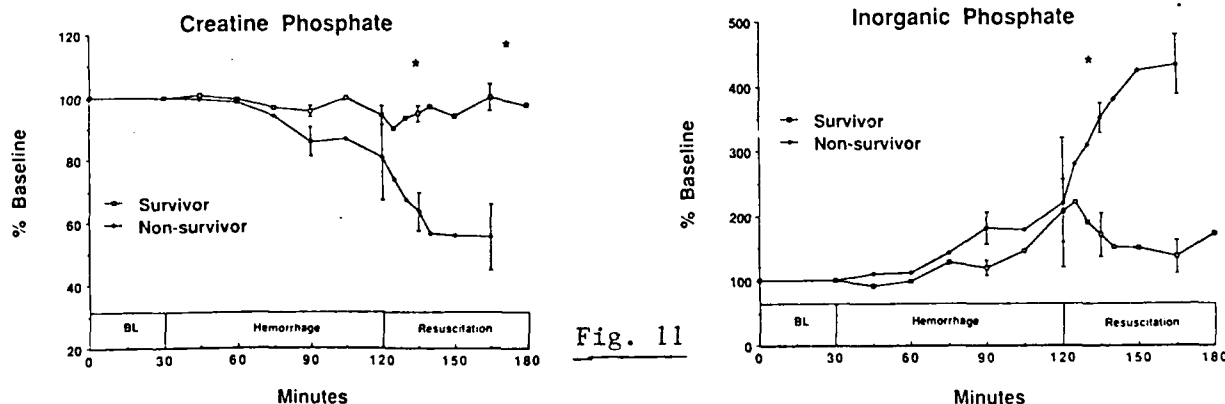 Creatine Phosphate
120
100
80
60
40
20
% Baseline
*
*
Survivor
Non-survivor
BL
Hemorrhage
Resuscitation
0
30
60
90
120
150
180
Minutes
Fig. 11
Inorganic Phosphate
500
400
300
200
100
0
% Baseline
*
Survivor
Non-survivor
BL
Hemorrhage
Resuscitation
0
30
60
90
120
150
180
Minutes